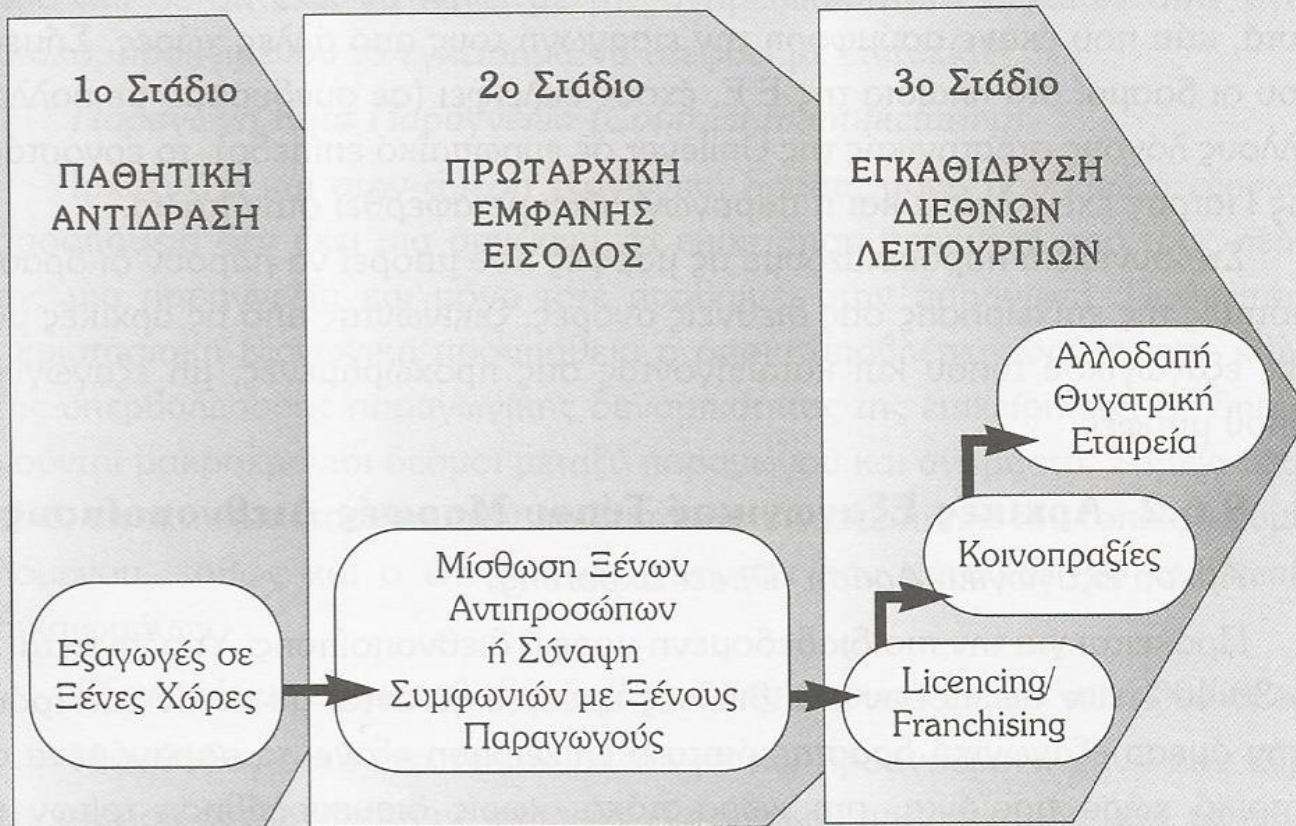 1ο Στάδιο
ΠΑΘΗΤΙΚΗ
ΑΝΤΙΔΡΑΣΗ
Εξαγωγές σε
Ξένες Χώρες
2ο Στάδιο
ΠΡΩΤΑΡΧΙΚΗ
ΕΜΦΑΝΗΣ
ΕΙΣΟΔΟΣ
Μίσθωση Ξένων
Αντιπροσώπων
ή Σύναψη
Συμφωνιών με Ξένους
Παραγωγούς
3ο Στάδιο
ΕΓΚΑΘΙΔΡΥΣΗ
ΔΙΕΘΝΩΝ
ΛΕΙΤΟΥΡΓΙΩΝ
Αλλοδαπή
Θυγατρική
Εταιρεία
Κοινοπραξίες
Licencing/
Franchising